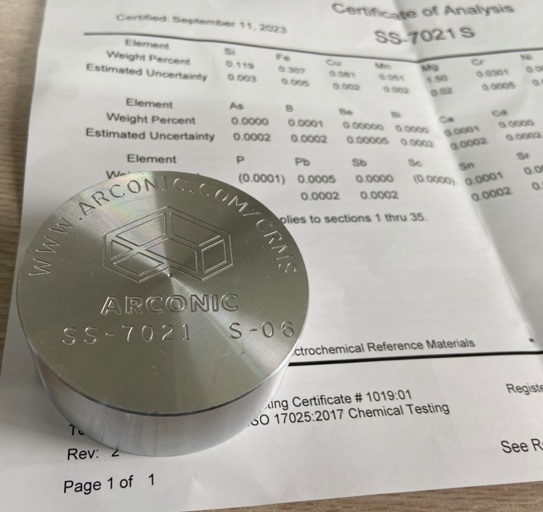 Certificate of Analysis
Certified: September 11, 2023
SS-7021 S
Element Si Fe Cu Mn Mg Cr Ni
Weight Percent 0.119 0.307 0.081 0.051 1.50 0.0301
Estimated Uncertainty 0.003 0.005 0.002 0.002 0.02 0.0005
Element As B Be Bi Ca Cd
Weight Percent 0.0000 0.0001 0.00000 0.0000 0.0001 0.0000
Estimated Uncertainty 0.0002 0.0002 0.00005 0.0002 0.0002 0.0002
Element P Pb Sb Sc Sn Sr
(0.0001) 0.0005 0.0000 (0.0000) 0.0001
0.0002 0.0002 0.0002
plies to sections 1 thru 35.
WWW.ARCONIC.COM/CRMS
ARCONIC
SS-7021 S-06
ctrochemical Reference Materials
ing Certificate # 1019.01
SO 17025:2017 Chemical Testing
Rev: 2
See R
Page 1 of 1